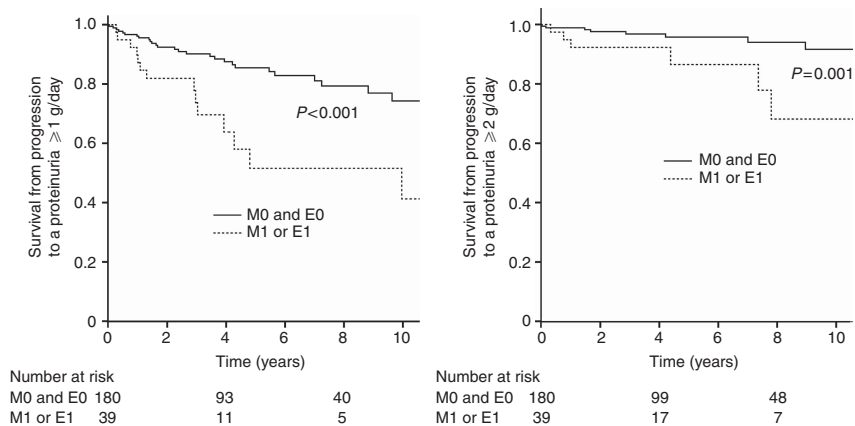 Survival from progression
to a proteinuria ⩾ 1 g/day
1.0
0.8
0.6
0.4
0.2
0
P<0.001
M0 and E0
M1 or E1
0 2 4 6 8 10
Time (years)
Number at risk
M0 and E0 180 93 40
M1 or E1 39 11 5
Survival from progression
to a proteinuria ⩾ 2 g/day
1.0
0.8
0.6
0.4
0.2
0
P=0.001
M0 and E0
M1 or E1
0 2 4 6 8 10
Time (years)
Number at risk
M0 and E0 180 99 48
M1 or E1 39 17 7